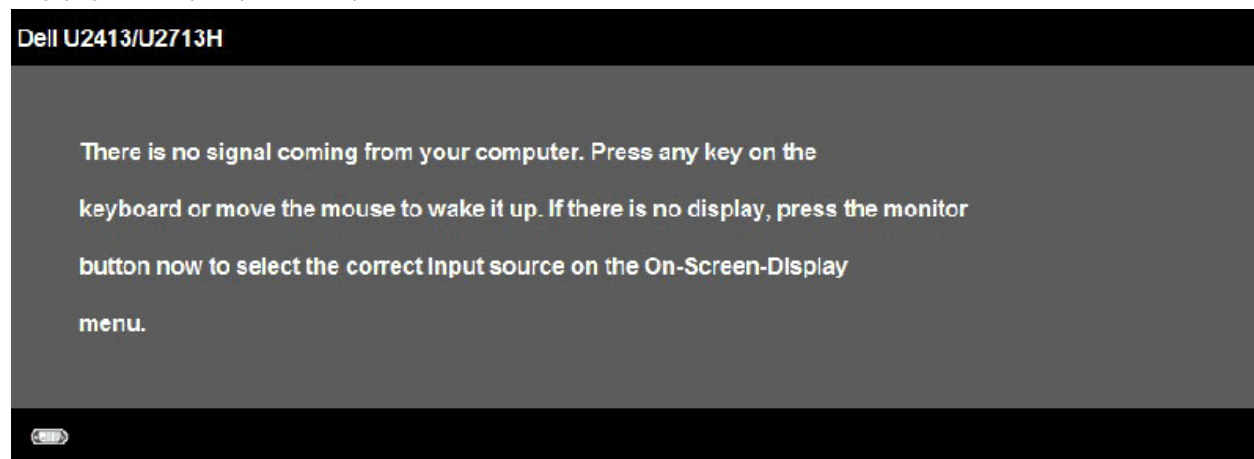 Dell U2413/U2713H
There is no signal coming from your computer. Press any key on the
keyboard or move the mouse to wake it up. If there is no display, press the monitor
button now to select the correct input source on the On-Screen-Display
menu.